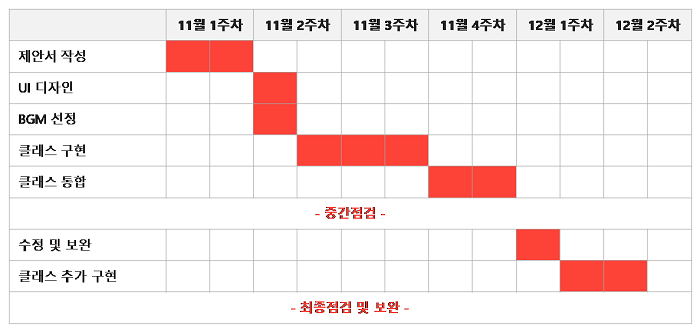 11월 1주차 11월 2주차 11월 3주차 11월 4주차 12월 1주차 12월 2주차
제안서 작성
UI 디자인
BGM 선정
클래스 구현
클래스 통합
- 중간점검 -
수정 및 보완
클래스 추가 구현
- 최종점검 및 보완 -